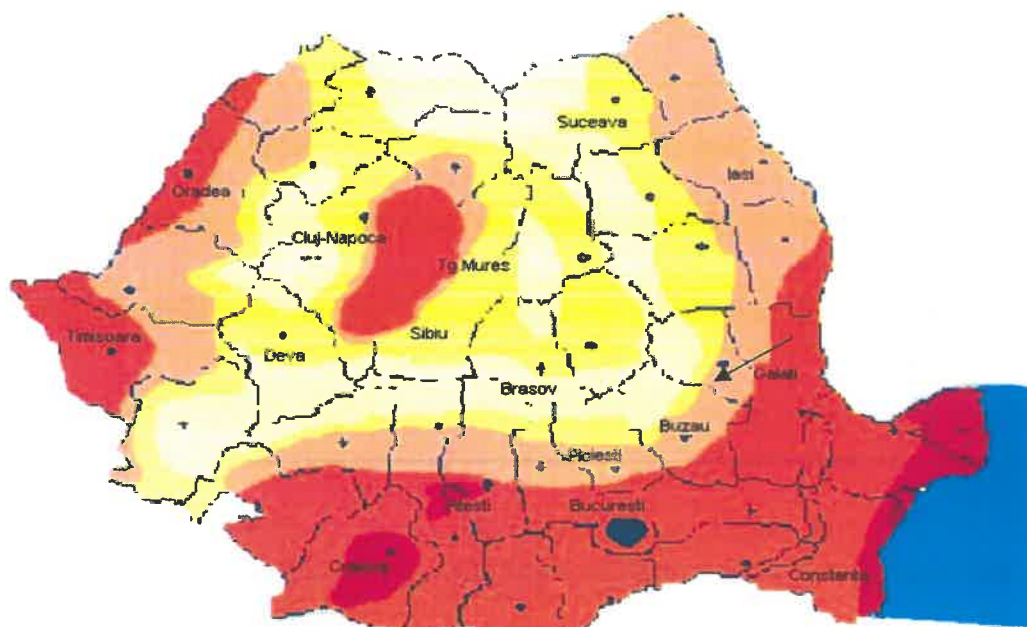 Suceava
Iasi
Oradea
Cluj-Napoca
Tg.Mures
Timisoara
Deva
Sibiu
Brasov
Galati
Buzau
Ploiesti
Pitesti
Bucuresti
Craiova
Constanta